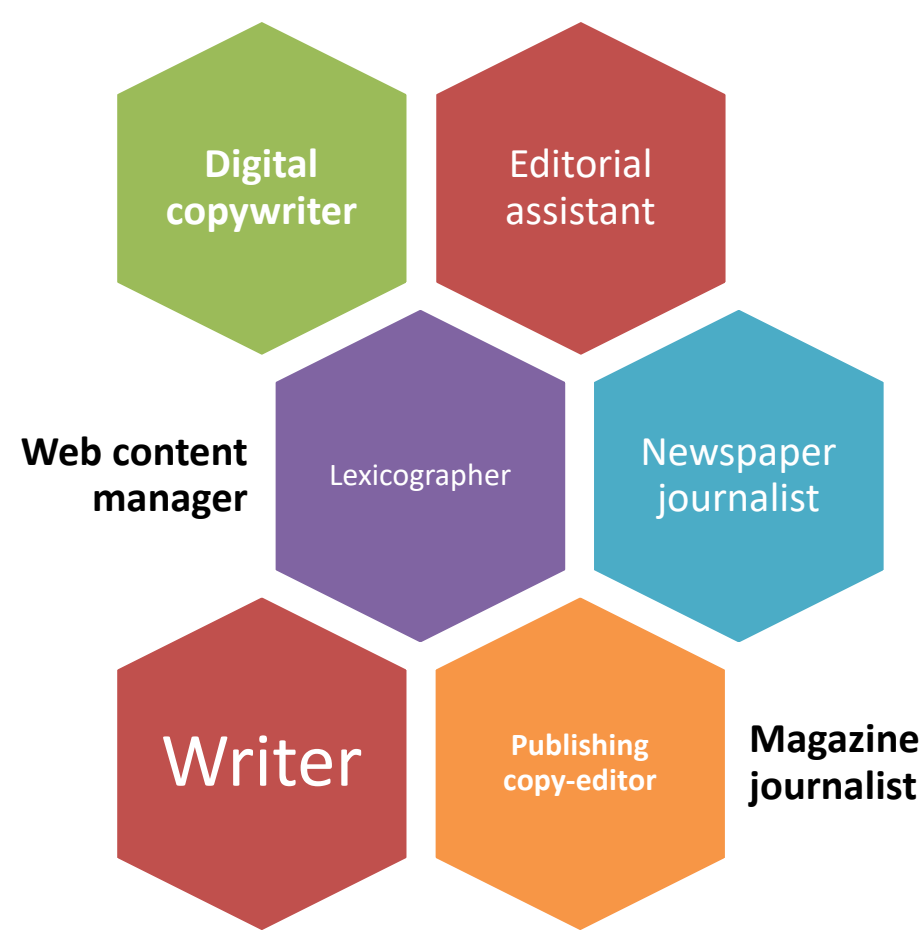 Digital
copywriter
Editorial
assistant
Web content
manager
Lexicographer
Newspaper
journalist
Writer
Publishing
copy-editor
Magazine
journalist